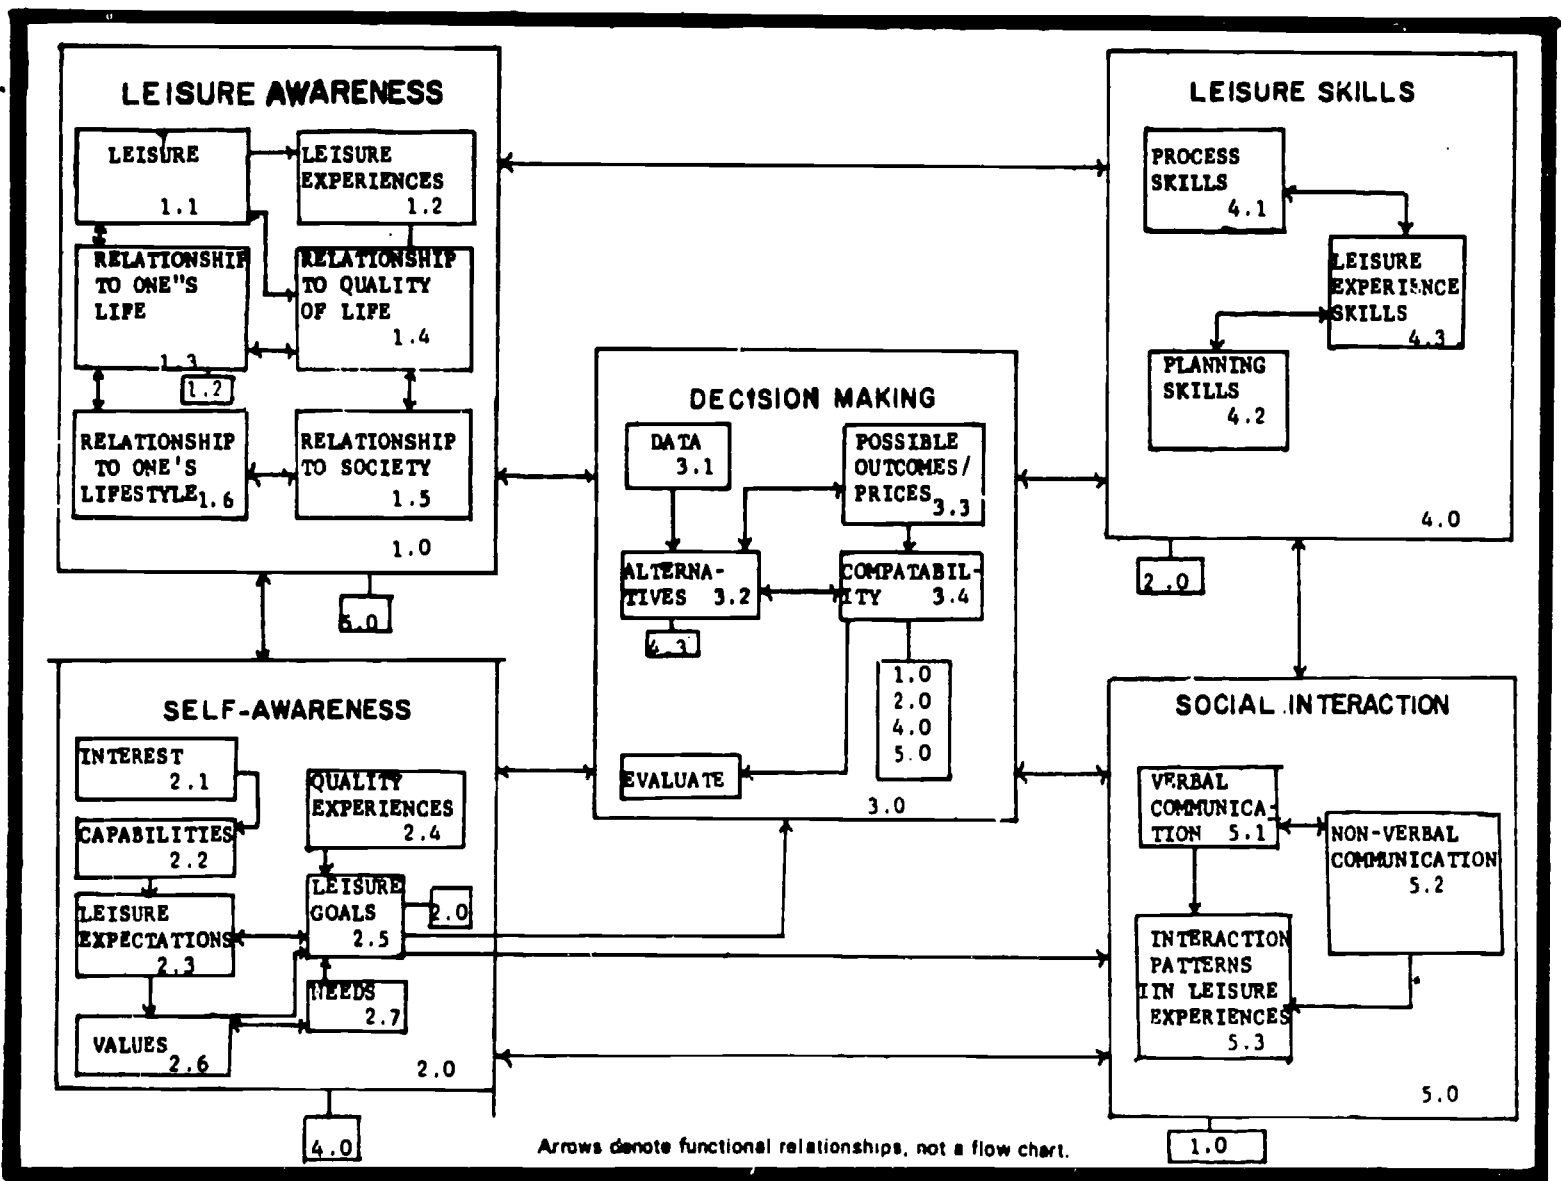 LEISURE AWARENESS
LEISURE
1.1
LEISURE
EXPERIENCES
1.2
RELATIONSHIP
TO ONE"S
LIFE
1.3
1.2
RELATIONSHIP
TO QUALITY
OF LIFE
1.4
RELATIONSHIP
TO ONE'S
LIFESTYLE 1.6
RELATIONSHIP
TO SOCIETY
1.5
1.0
5.0
SELF-AWARENESS
INTEREST
2.1
CAPABILITIES
2.2
LEISURE
EXPECTATIONS
2.3
VALUES
2.6
QUALITY
EXPERIENCES
2.4
LEISURE
GOALS
2.5
2.0
NEEDS
2.7
2.0
4.0
DECISION MAKING
DATA
3.1
POSSIBLE
OUTCOMES/
PRICES
3.3
ALTERNA-
TIVES 3.2
4.3
COMPATABIL-
ITY 3.4
1.0
2.0
4.0
5.0
EVALUATE
3.0
LEISURE SKILLS
PROCESS
SKILLS
4.1
LEISURE
EXPERIENCE
SKILLS
4.3
PLANNING
SKILLS
4.2
4.0
2.0
SOCIAL INTERACTION
VERBAL
COMMUNICA-
TION 5.1
NON-VERBAL
COMMUNICATION
5.2
INTERACTION
PATTERNS
IIN LEISURE
EXPERIENCES
5.3
5.0
1.0
Arrows denote functional relationships, not a flow chart.